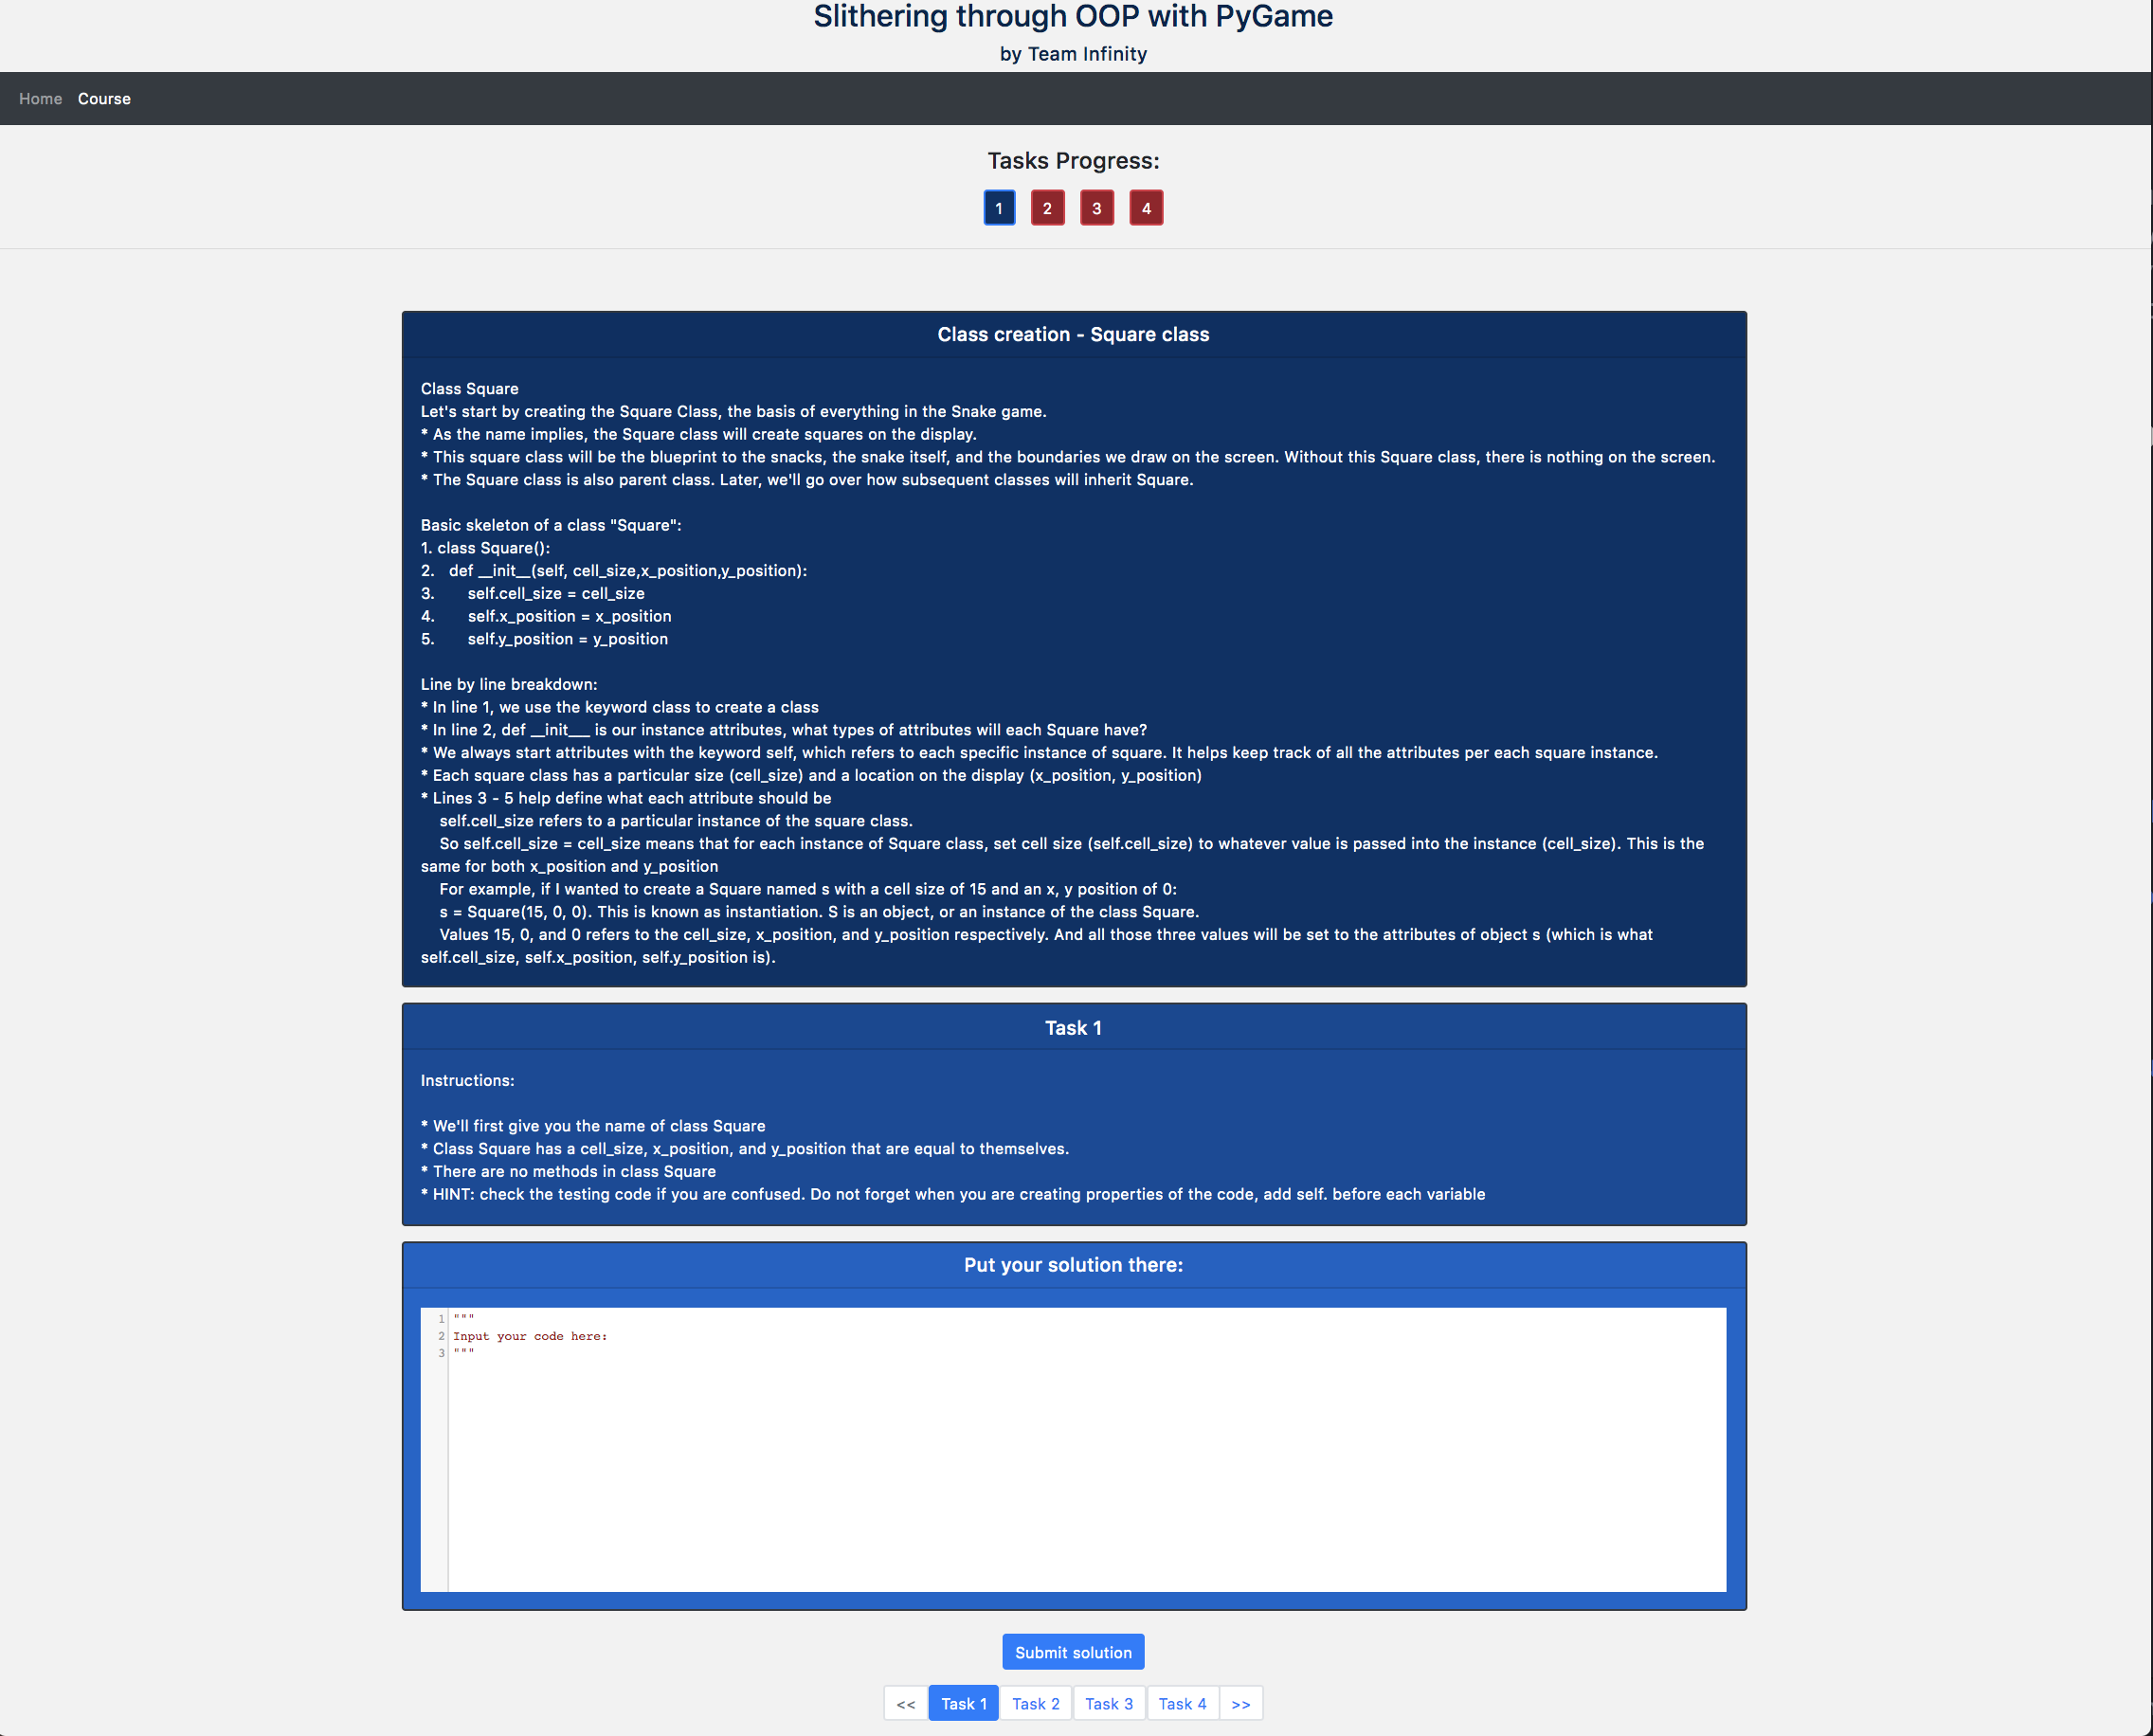 Slithering through OOP with PyGame
by Team Infinity
Home Course
Tasks Progress:
1 2 3 4
Class creation - Square class
Class Square
Let's start by creating the Square Class, the basis of everything in the Snake game.
* As the name implies, the Square class will create squares on the display.
* This square class will be the blueprint to the snacks, the snake itself, and the boundaries we draw on the screen. Without this Square class, there is nothing on the screen.
* The Square class is also parent class. Later, we'll go over how subsequent classes will inherit Square.
Basic skeleton of a class "Square":
1. class Square():
2. def __init__(self, cell_size,x_position,y_position):
3. self.cell_size = cell_size
4. self.x_position = x_position
5. self.y_position = y_position
Line by line breakdown:
* In line 1, we use the keyword class to create a class
* In line 2, def __init___ is our instance attributes, what types of attributes will each Square have?
* We always start attributes with the keyword self, which refers to each specific instance of square. It helps keep track of all the attributes per each square instance.
* Each square class has a particular size (cell_size) and a location on the display (x_position, y_position)
* Lines 3 - 5 help define what each attribute should be
self.cell_size refers to a particular instance of the square class.
So self.cell_size = cell_size means that for each instance of Square class, set cell size (self.cell_size) to whatever value is passed into the instance (cell_size). This is the
same for both x_position and y_position
For example, if I wanted to create a Square named s with a cell size of 15 and an x, y position of 0:
s = Square(15, 0, 0). This is known as instantiation. S is an object, or an instance of the class Square.
Values 15, 0, and 0 refers to the cell_size, x_position, and y_position respectively. And all those three values will be set to the attributes of object s (which is what
self.cell_size, self.x_position, self.y_position is).
Task 1
Instructions:
* We'll first give you the name of class Square
* Class Square has a cell_size, x_position, and y_position that are equal to themselves.
* There are no methods in class Square
* HINT: check the testing code if you are confused. Do not forget when you are creating properties of the code, add self. before each variable
Put your solution there:
1 """
2 Input your code here:
3 """
Submit solution
<< Task 1 Task 2 Task 3 Task 4 >>